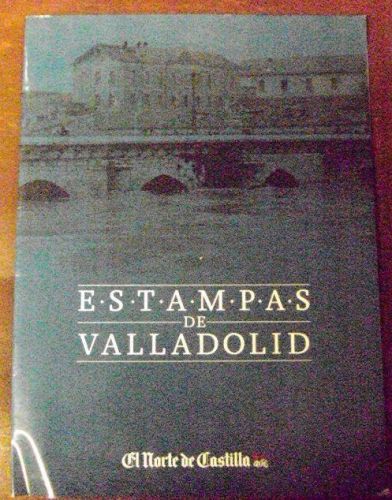 E·S·T·A·M·P·A·S
DE
VALLADOLID
El Norte de Castilla